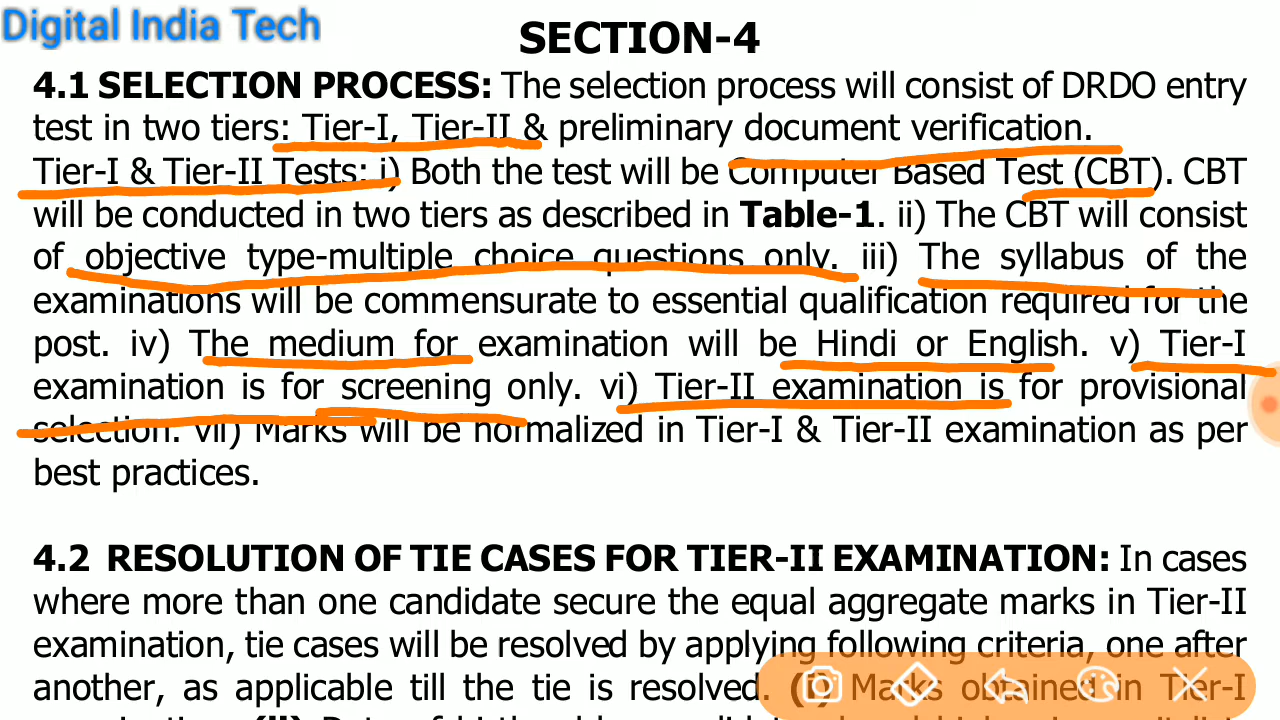 Digital India Tech
SECTION-4
4.1 SELECTION PROCESS: The selection process will consist of DRDO entry
test in two tiers: Tier-I, Tier-II & preliminary document verification.
Tier-I & Tier-II Tests: i) Both the test will be Computer Based Test (CBT). CBT
will be conducted in two tiers as described in Table-1. ii) The CBT will consist
of objective type-multiple choice questions only. iii) The syllabus of the
examinations will be commensurate to essential qualification required for the
post. iv) The medium for examination will be Hindi or English. v) Tier-I
examination is for screening only. vi) Tier-II examination is for provisional
selection. vii) Marks will be normalized in Tier-I & Tier-II examination as per
best practices.
4.2 RESOLUTION OF TIE CASES FOR TIER-II EXAMINATION: In cases
where more than one candidate secure the equal aggregate marks in Tier-II
examination, tie cases will be resolved by applying following criteria, one after
another, as applicable till the tie is resolved. (i) Marks obtained in Tier-I